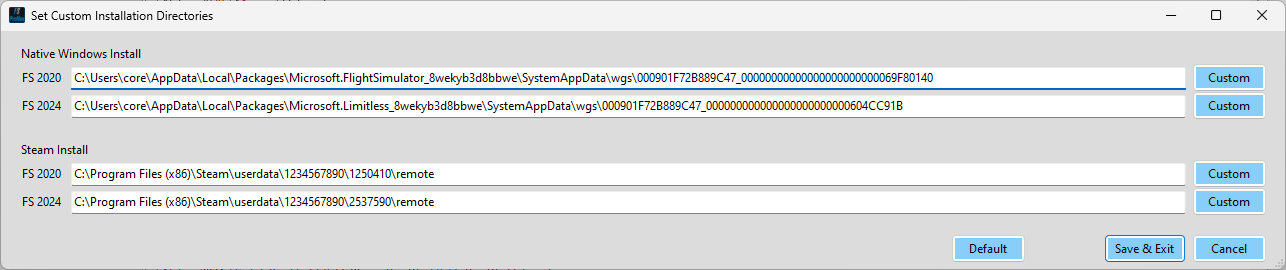 Set Custom Installation Directories
Native Windows Install
FS 2020 C:\Users\core\AppData\Local\Packages\Microsoft.FlightSimulator_8wekyb3d8bbwe\SystemAppData\wgs\000901F72B889C47_00000000000000000000000069F80140 Custom
FS 2024 C:\Users\core\AppData\Local\Packages\Microsoft.Limitless_8wekyb3d8bbwe\SystemAppData\wgs\000901F72B889C47_000000000000000000000000604CC91B Custom
Steam Install
FS 2020 C:\Program Files (x86)\Steam\userdata\1234567890\1250410\remote Custom
FS 2024 C:\Program Files (x86)\Steam\userdata\1234567890\2537590\remote Custom
Default Save & Exit Cancel